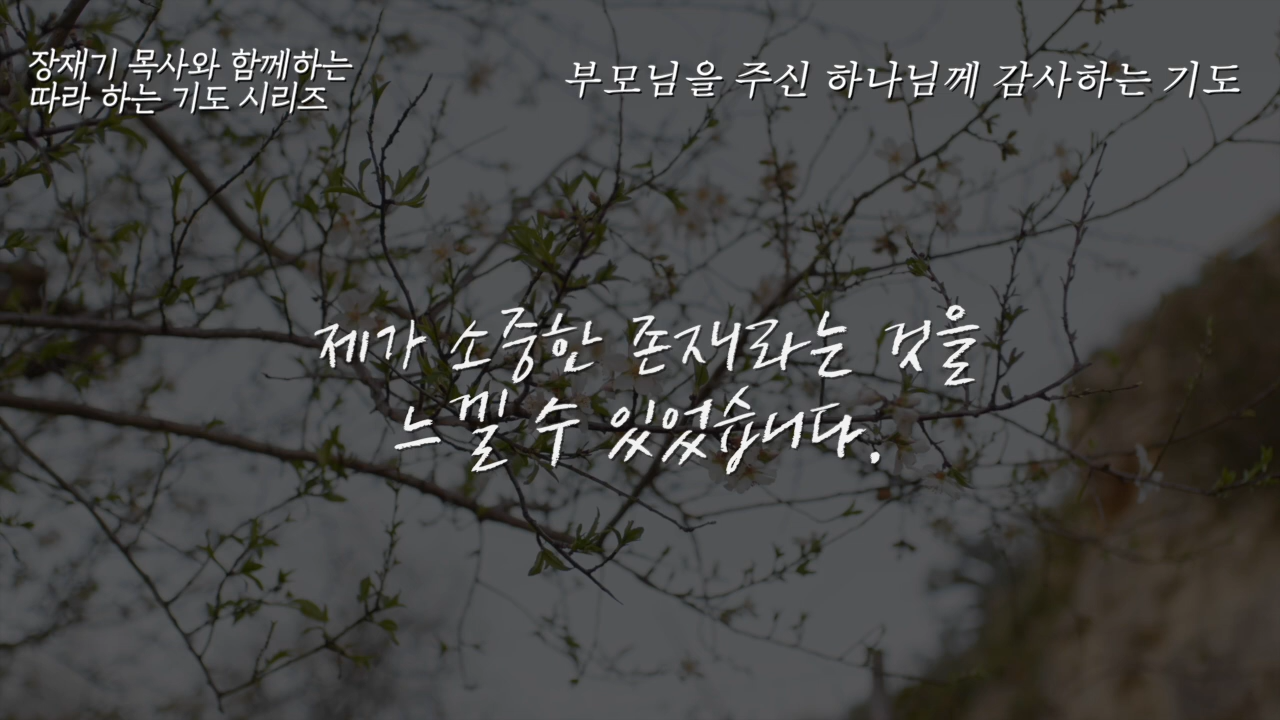 장재기 목사와 함께하는
따라 하는 기도 시리즈
부모님을 주신 하나님께 감사하는 기도
제가 소중한 존재라는 것을
느낄 수 있었습니다.